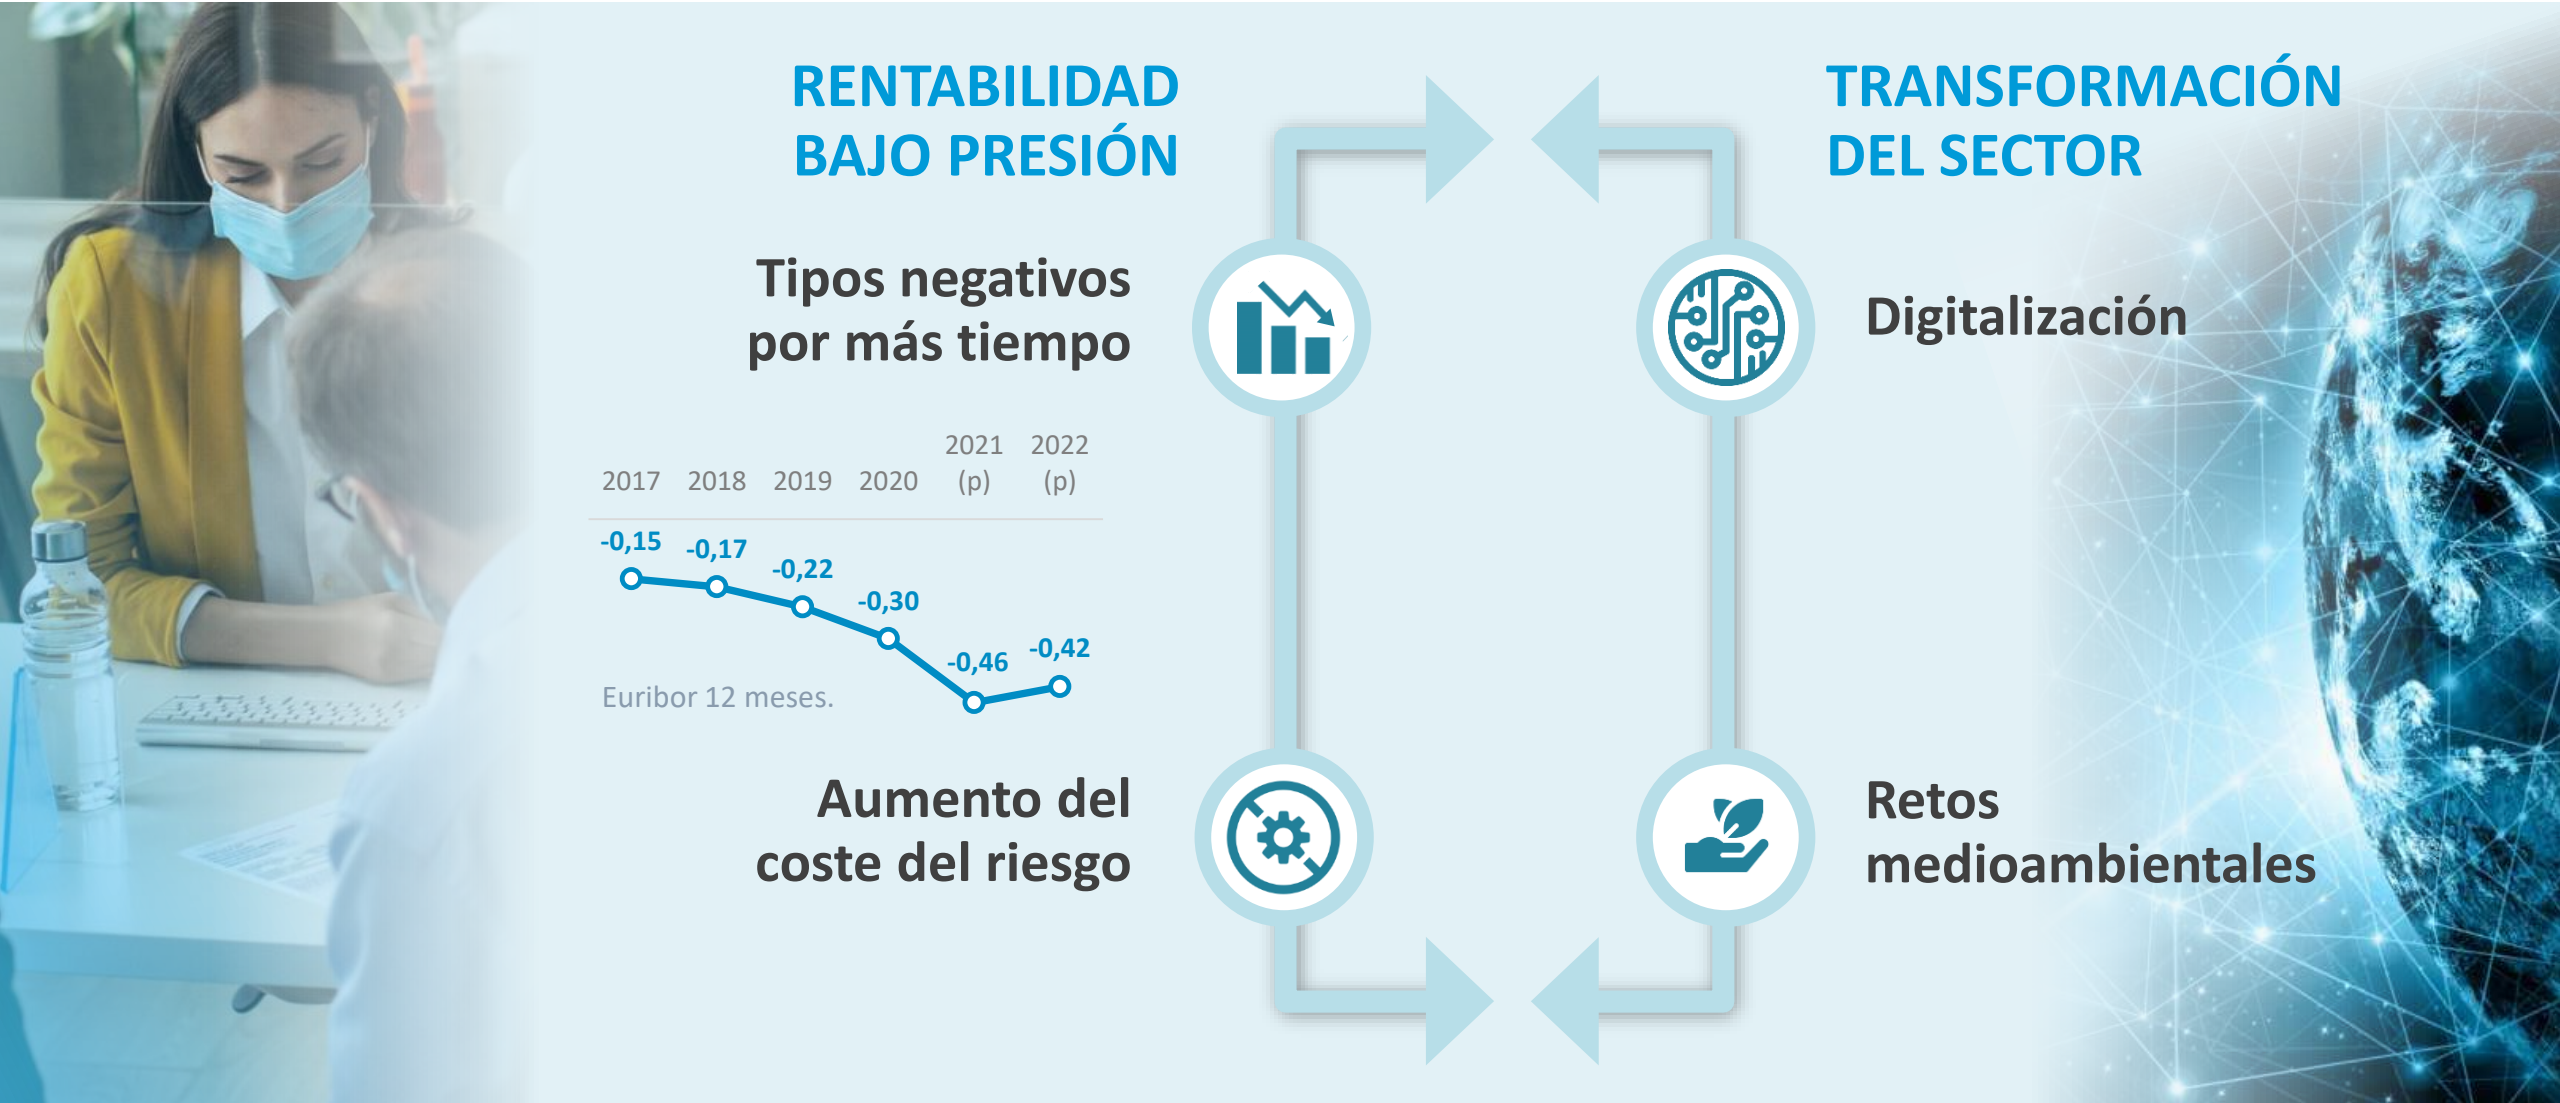 RENTABILIDAD
BAJO PRESIÓN
Tipos negativos
por más tiempo
2017 2018 2019 2020 2021 (p) 2022 (p)
-0,15 -0,17 -0,22 -0,30 -0,46 -0,42
Euribor 12 meses.
Aumento del
coste del riesgo
TRANSFORMACIÓN
DEL SECTOR
Digitalización
Retos
medioambientales